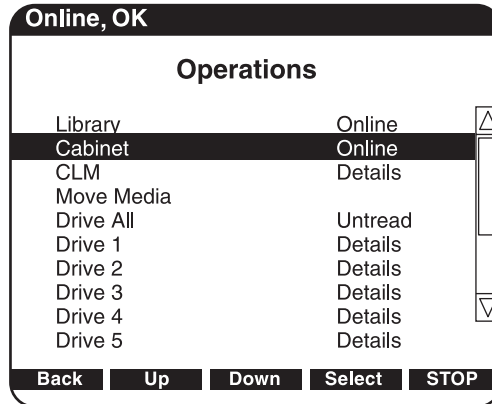 Online, OK
Operations
Library Online
Cabinet Online
CLM Details
Move Media
Drive All Untread
Drive 1 Details
Drive 2 Details
Drive 3 Details
Drive 4 Details
Drive 5 Details
Back Up Down Select STOP